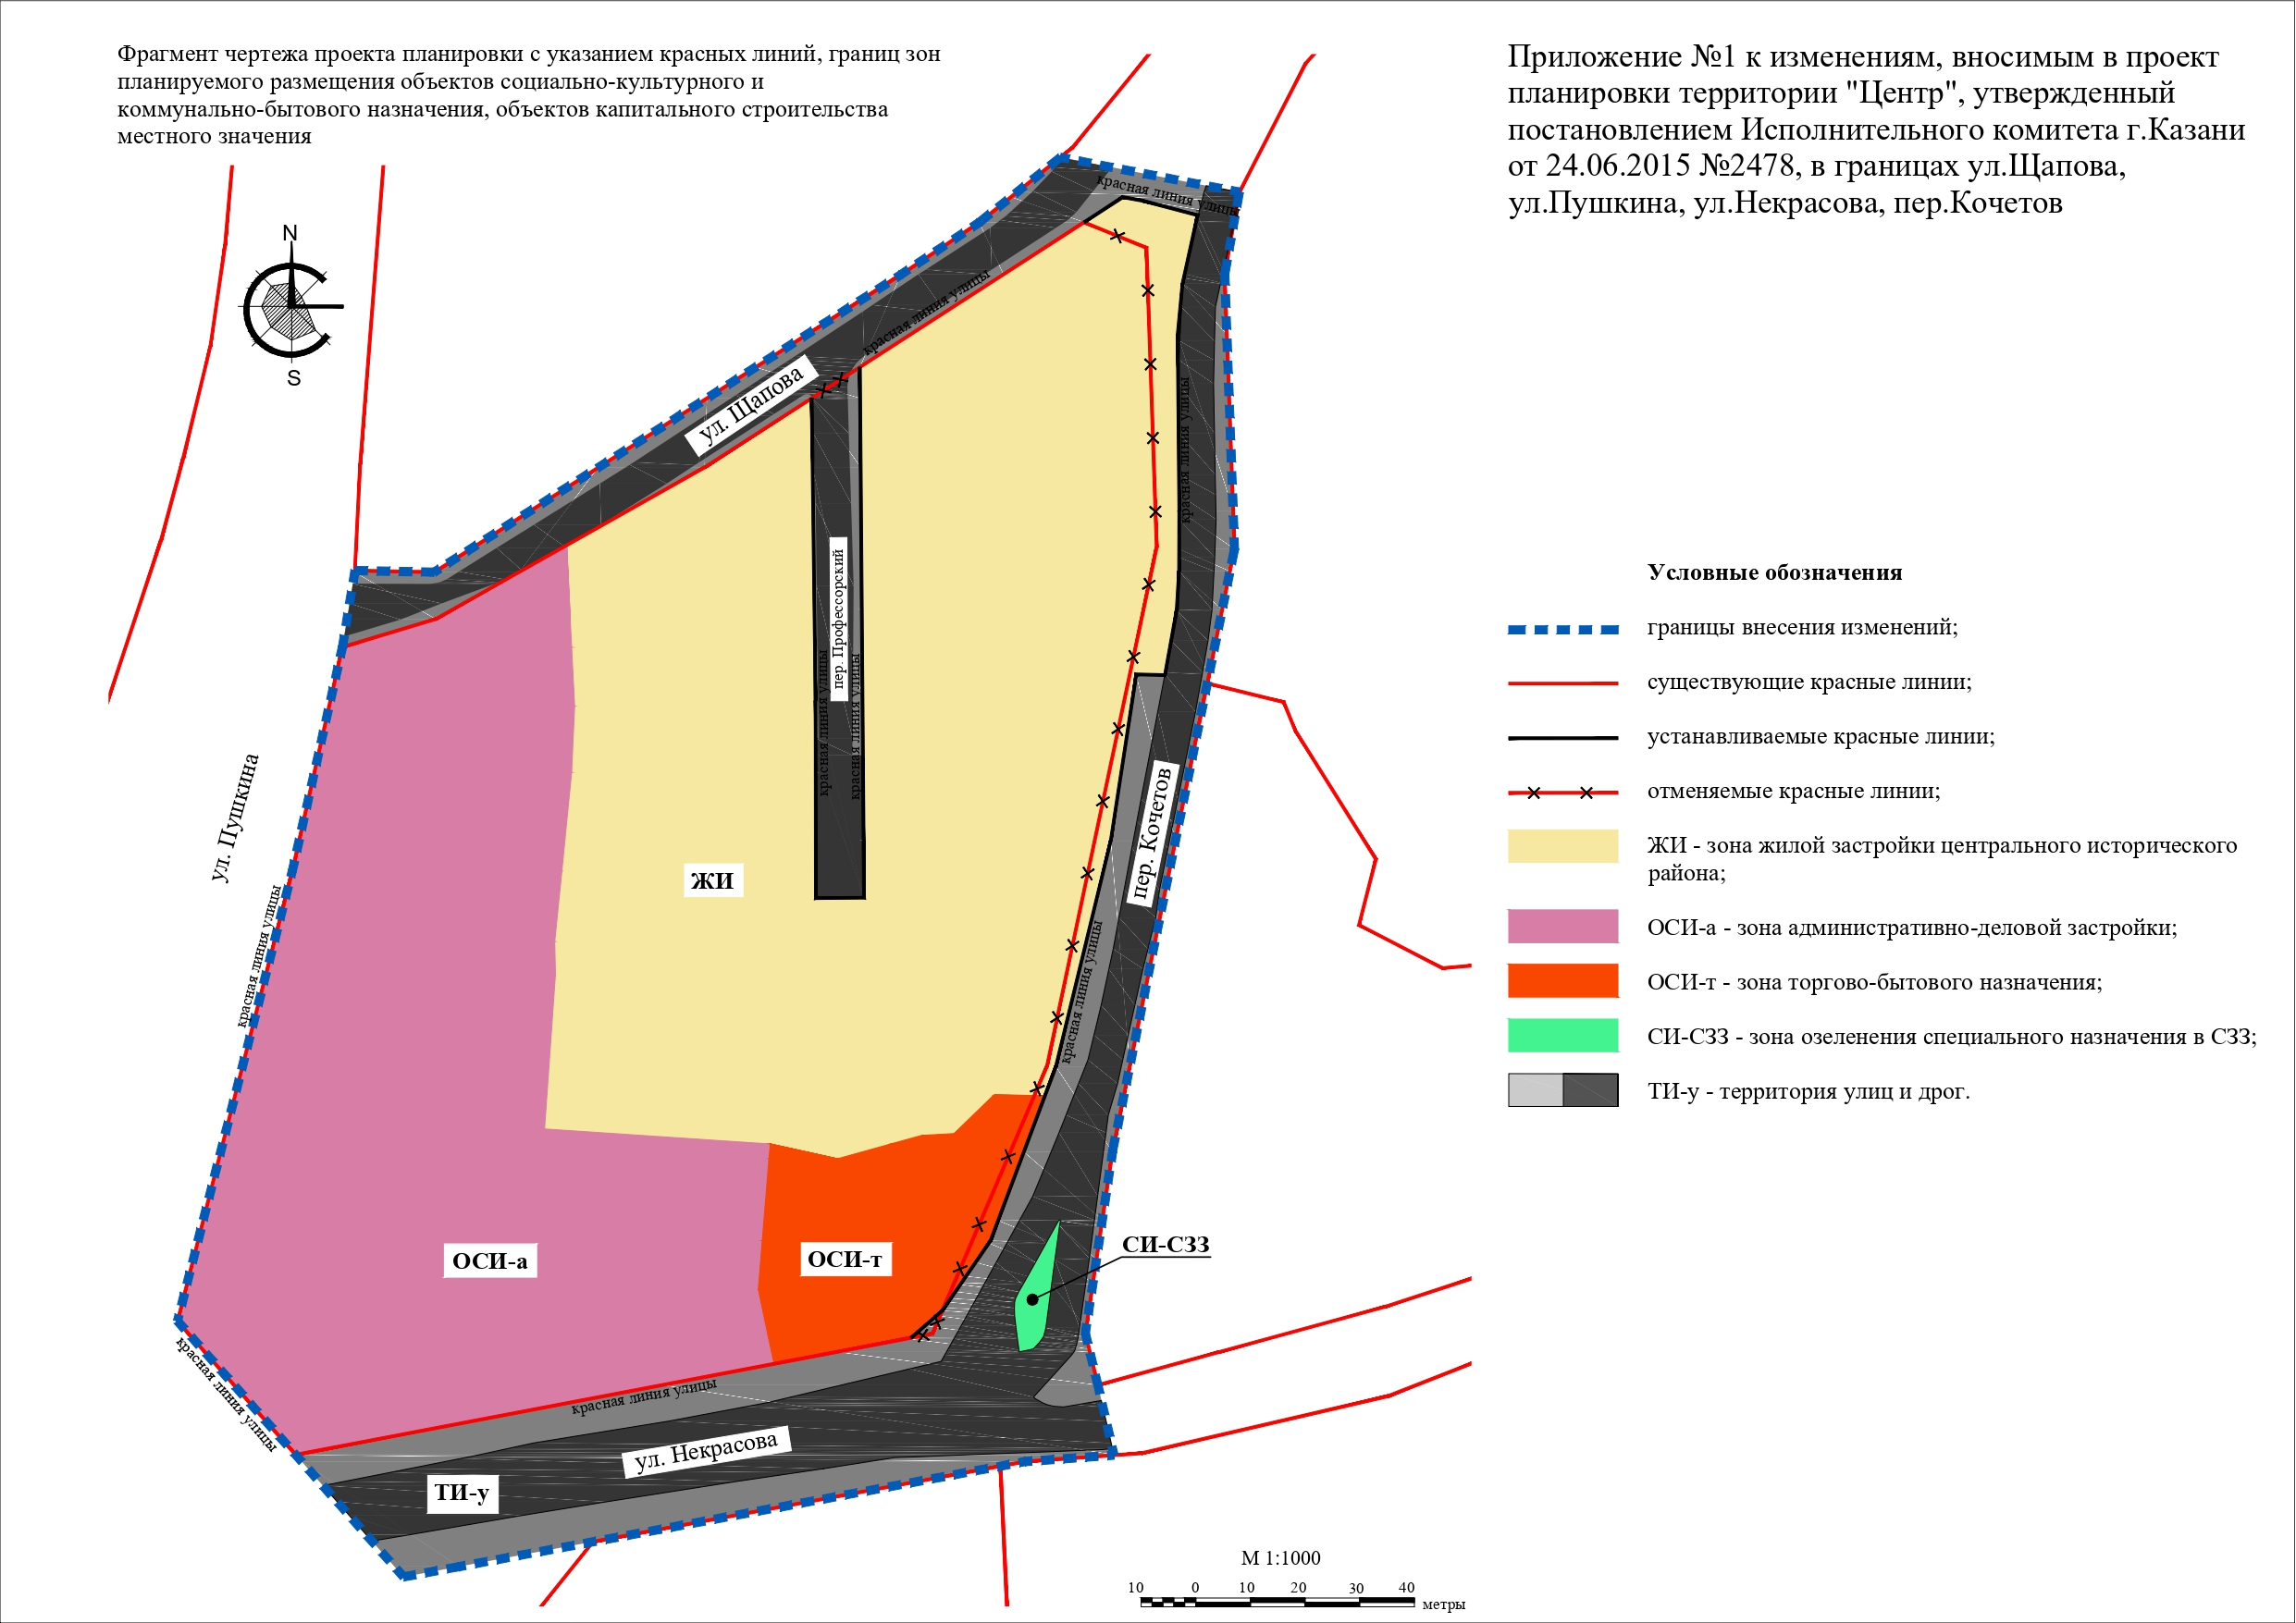 Фрагмент чертежа проекта планировки с указанием красных линий, границ зон
планируемого размещения объектов социально-культурного и
коммунально-бытового назначения, объектов капитального строительства
местного значения
Приложение №1 к изменениям, вносимым в проект
планировки территории "Центр", утвержденный
постановлением Исполнительного комитета г.Казани
от 24.06.2015 №2478, в границах ул.Щапова,
ул.Пушкина, ул.Некрасова, пер.Кочетов
N
S
красная линия улицы
красная линия улицы
ул. Щапова
красная линия улицы
пер. Профессорский
красная линия улицы
красная линия улицы
ул. Пушкина
красная линия улицы
пер. Кочетов
красная линия улицы
ЖИ
ОСИ-а
ОСИ-т
СИ-СЗЗ
красная линия улицы
красная линия улицы
ул. Некрасова
ТИ-у
Условные обозначения
границы внесения изменений;
существующие красные линии;
устанавливаемые красные линии;
отменяемые красные линии;
ЖИ - зона жилой застройки центрального исторического
района;
ОСИ-а - зона административно-деловой застройки;
ОСИ-т - зона торгово-бытового назначения;
СИ-СЗЗ - зона озеленения специального назначения в СЗЗ;
ТИ-у - территория улиц и дрог.
М 1:1000
10 0 10 20 30 40
метры